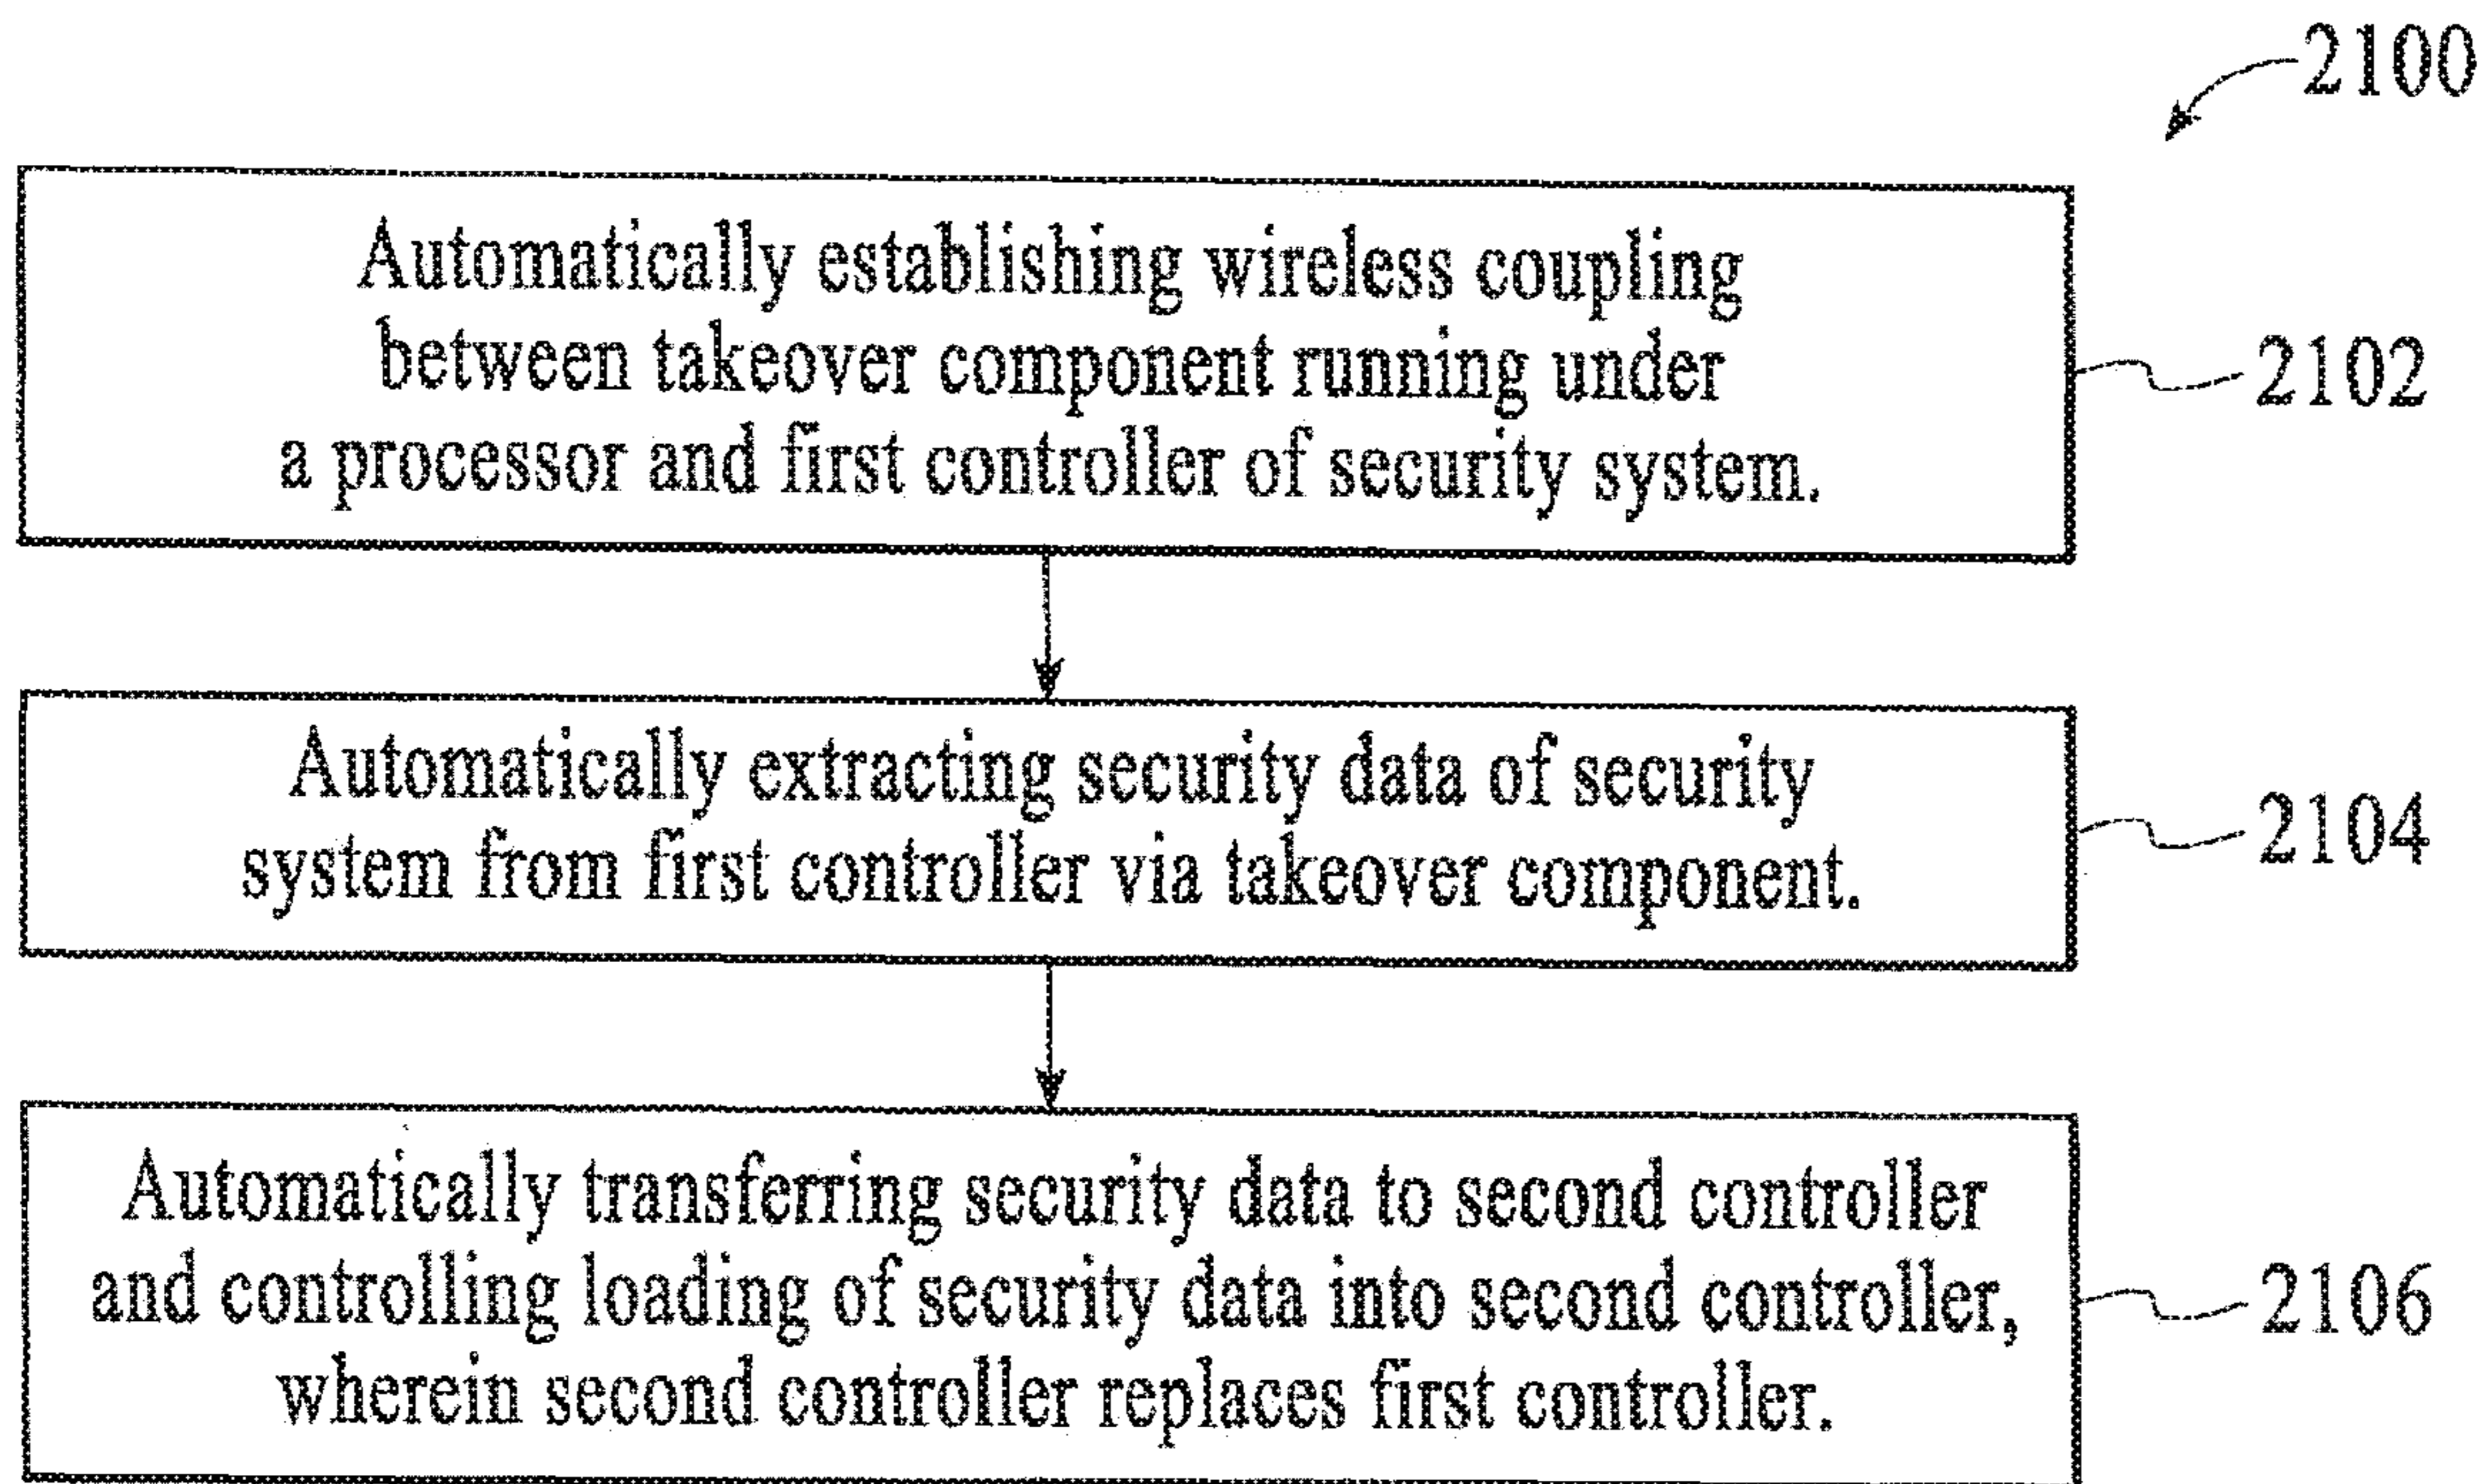 2100
Automatically establishing wireless coupling
between takeover component running under
a processor and first controller of security system.
2102
Automatically extracting security data of security
system from first controller via takeover component.
2104
Automatically transferring security data to second controller
and controlling loading of security data into second controller,
wherein second controller replaces first controller.
2106